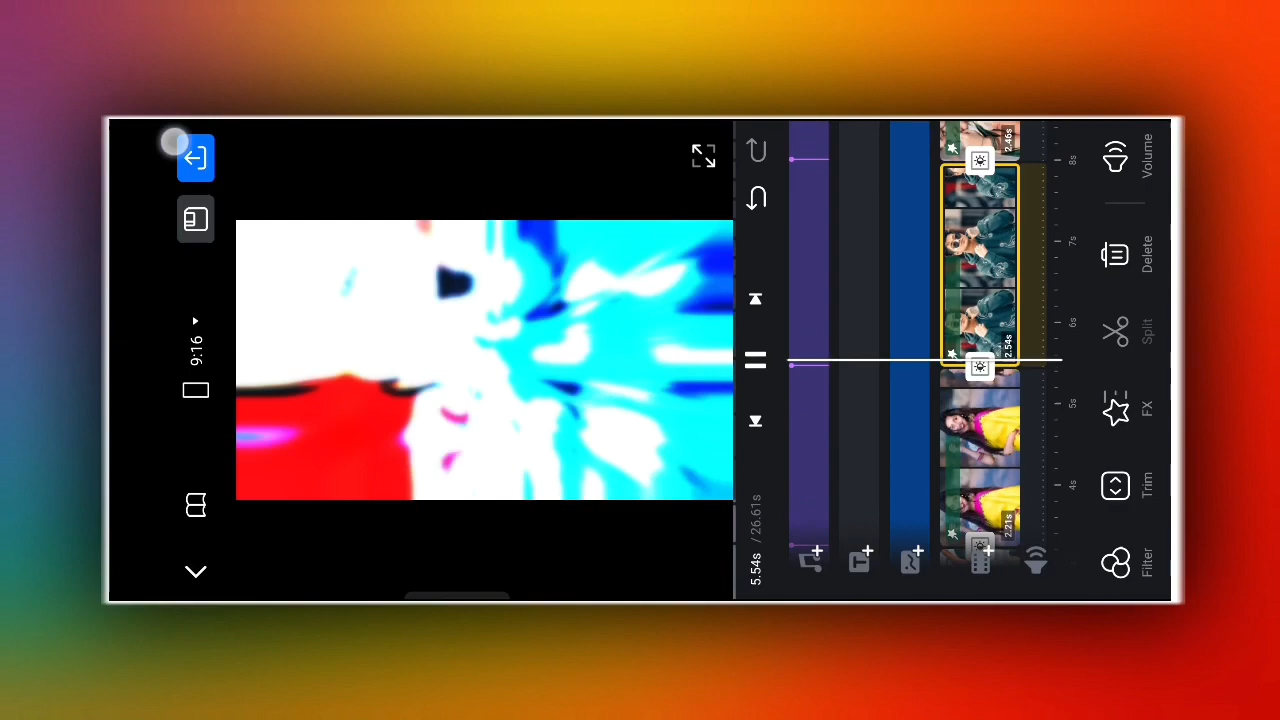 9:16
5.54s / 26.61s
T
2.46s
2.54s
2.21s
8s
7s
6s
5s
4s
Filter
Trim
FX
Split
Delete
Volume